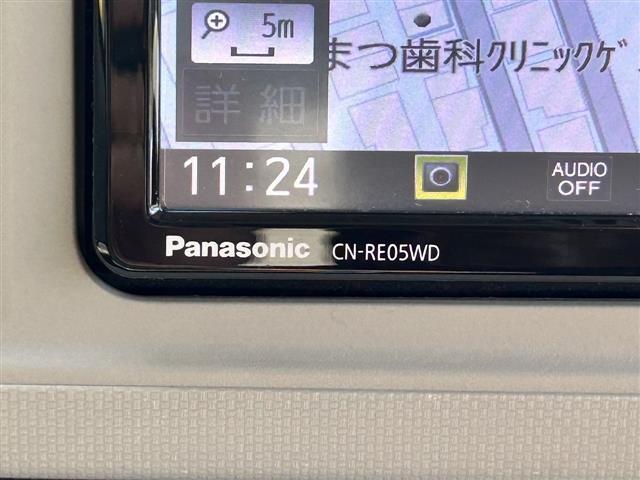 5m
まつ歯科クリニックゲ
詳 細
11:24
AUDIO
OFF
Panasonic CN-RE05WD